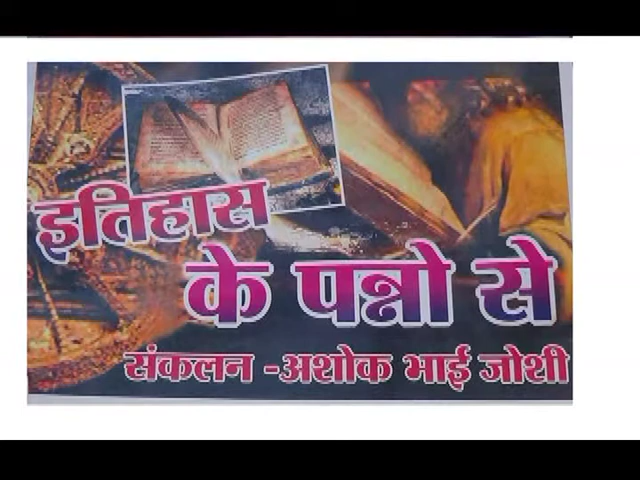 इतिहास
के पन्नो से
संकलन -अशोक भाई जोशी